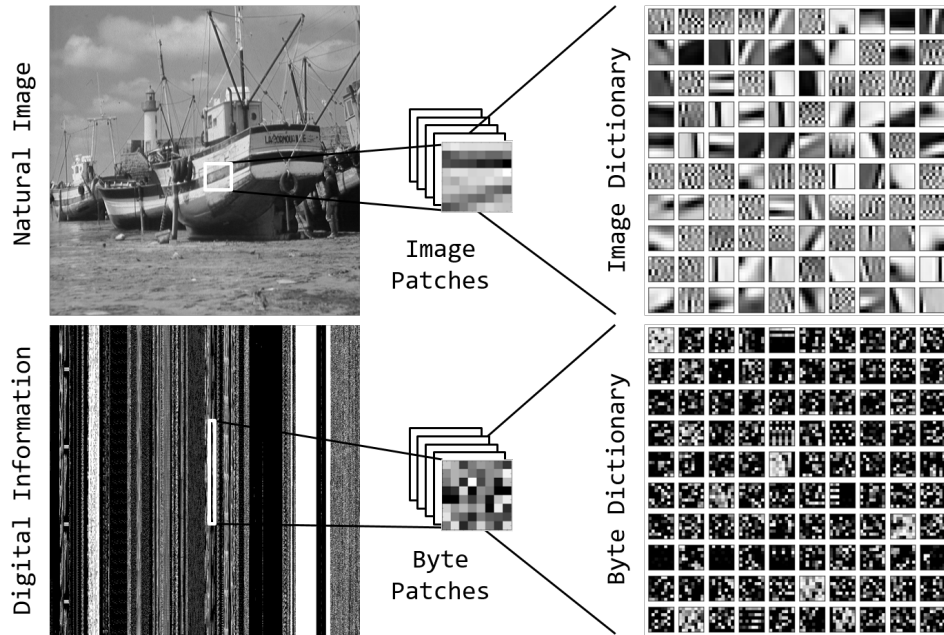 Natural Image
Image
Patches
Image Dictionary
Digital Information
Byte
Patches
Byte Dictionary